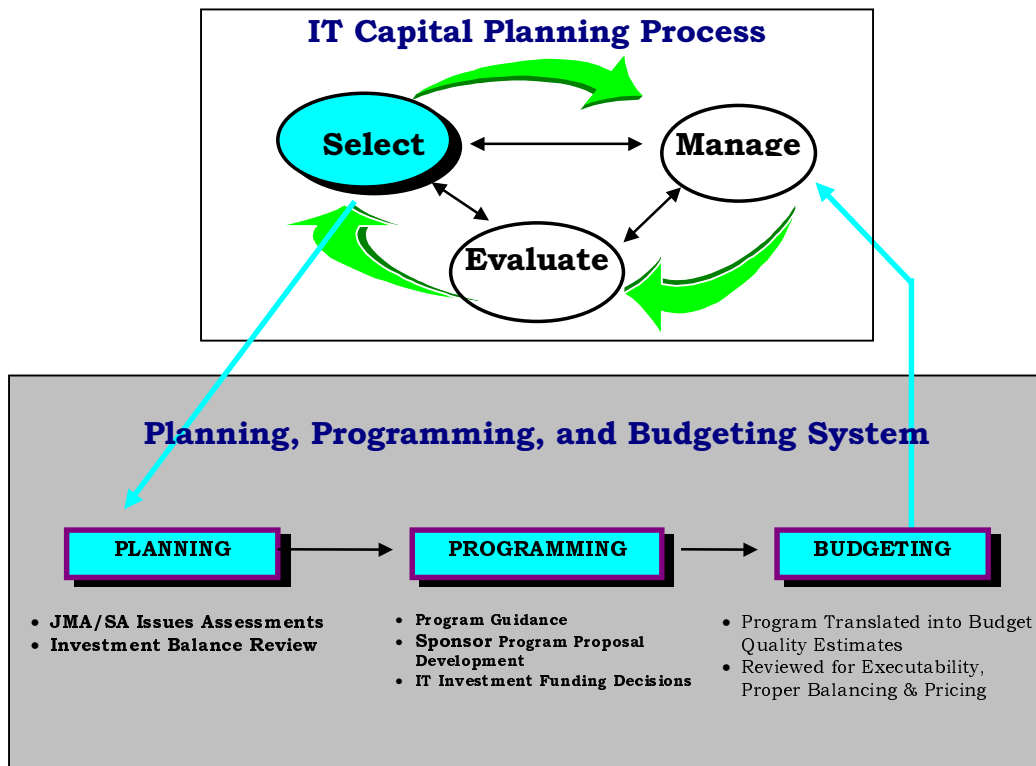 IT Capital Planning Process
Select
Manage
Evaluate
Planning, Programming, and Budgeting System
PLANNING
PROGRAMMING
BUDGETING
• JMA/SA Issues Assessments
• Investment Balance Review
• Program Guidance
• Sponsor Program Proposal
Development
• IT Investment Funding Decisions
• Program Translated into Budget
Quality Estimates
• Reviewed for Executability,
Proper Balancing & Pricing